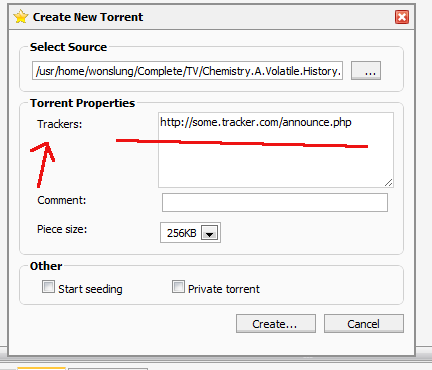 Create New Torrent
Select Source
/usr/home/wonslung/Complete/TV/Chemistry.A.Volatile.History.
...
Torrent Properties
Trackers:
http://some.tracker.com/announce.php
Comment:
Piece size:
256KB
Other
Start seeding
Private torrent
Create...
Cancel